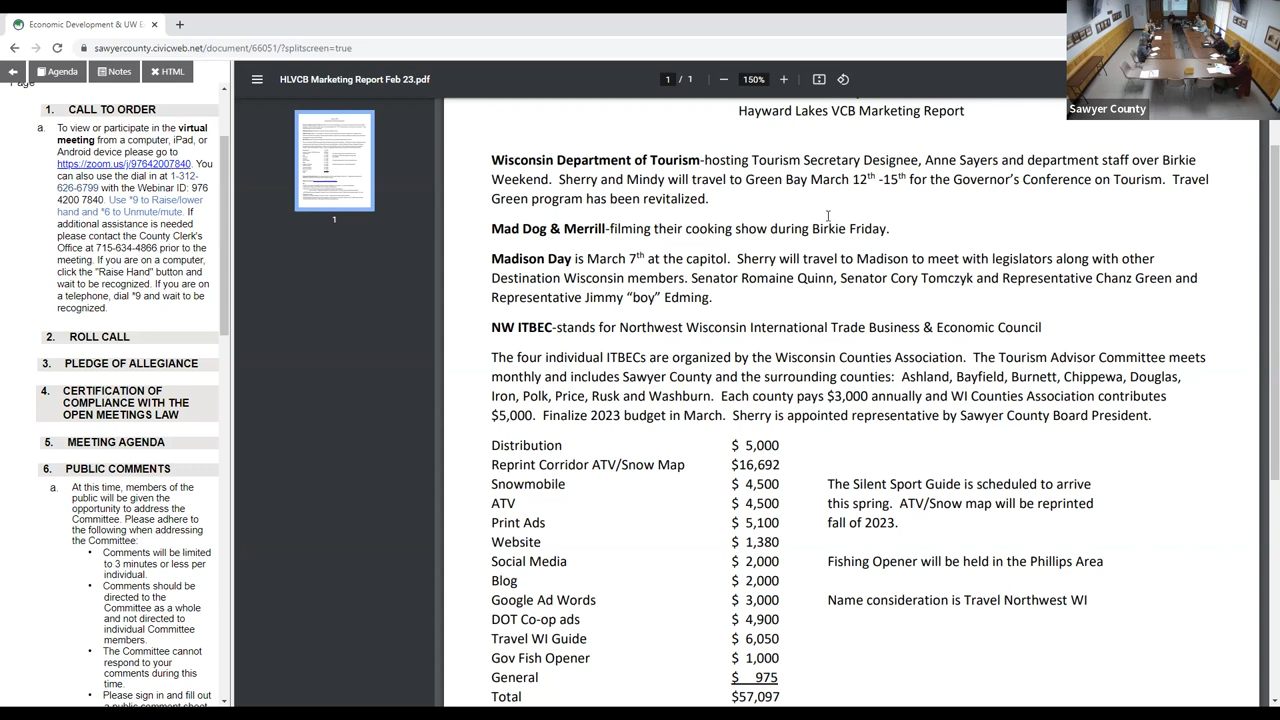 Economic Development & UW E
sawyercounty.civicweb.net/document/66051/?splitscreen=true
Agenda
Notes
HTML
HLVCB Marketing Report Feb 23.pdf
1 / 1
150%
Sawyer County
1. CALL TO ORDER
a. To view or participate in the virtual
meeting from a computer, iPad, or
Android device please go to
https://zoom.us/j/97642007840. You
can also use the dial in at 1-312-
626-6799 with the Webinar ID: 976
4200 7840. Use *9 to Raise/lower
hand and *6 to Unmute/mute. If
additional assistance is needed
please contact the County Clerk's
Office at 715-634-4866 prior to the
meeting. If you are on a computer,
click the "Raise Hand" button and
wait to be recognized. If you are on
a telephone, dial *9 and wait to be
recognized.
2. ROLL CALL
3. PLEDGE OF ALLEGIANCE
4. CERTIFICATION OF
COMPLIANCE WITH THE
OPEN MEETINGS LAW
5. MEETING AGENDA
6. PUBLIC COMMENTS
a. At this time, members of the
public will be given the
opportunity to address the
Committee. Please adhere to
the following when addressing
the Committee:
• Comments will be limited
to 3 minutes or less per
individual.
• Comments should be
directed to the
Committee as a whole
and not directed to
individual Committee
members.
• The Committee cannot
respond to your
comments during this
time.
• Please sign in and fill out
a public comment sheet
1
Hayward Lakes VCB Marketing Report
Wisconsin Department of Tourism-hosting Tourism Secretary Designee, Anne Sayers and department staff over Birkie
Weekend. Sherry and Mindy will travel to Green Bay March 12th -15th for the Governor's Conference on Tourism Travel
Green program has been revitalized.
Mad Dog & Merrill-filming their cooking show during Birkie Friday.
Madison Day is March 7th at the capitol. Sherry will travel to Madison to meet with legislators along with other
Destination Wisconsin members. Senator Romaine Quinn, Senator Cory Tomczyk and Representative Chanz Green and
Representative Jimmy "boy" Edming.
NW ITBEC-stands for Northwest Wisconsin International Trade Business & Economic Council
The four individual ITBECs are organized by the Wisconsin Counties Association. The Tourism Advisor Committee meets
monthly and includes Sawyer County and the surrounding counties: Ashland, Bayfield, Burnett, Chippewa, Douglas,
Iron, Polk, Price, Rusk and Washburn. Each county pays $3,000 annually and WI Counties Association contributes
$5,000. Finalize 2023 budget in March. Sherry is appointed representative by Sawyer County Board President.
Distribution $ 5,000
Reprint Corridor ATV/Snow Map $16,692
Snowmobile $ 4,500 The Silent Sport Guide is scheduled to arrive
ATV $ 4,500 this spring. ATV/Snow map will be reprinted
Print Ads $ 5,100 fall of 2023.
Website $ 1,380
Social Media $ 2,000 Fishing Opener will be held in the Phillips Area
Blog $ 2,000
Google Ad Words $ 3,000 Name consideration is Travel Northwest WI
DOT Co-op ads $ 4,900
Travel WI Guide $ 6,050
Gov Fish Opener $ 1,000
General $ 975
Total $57,097